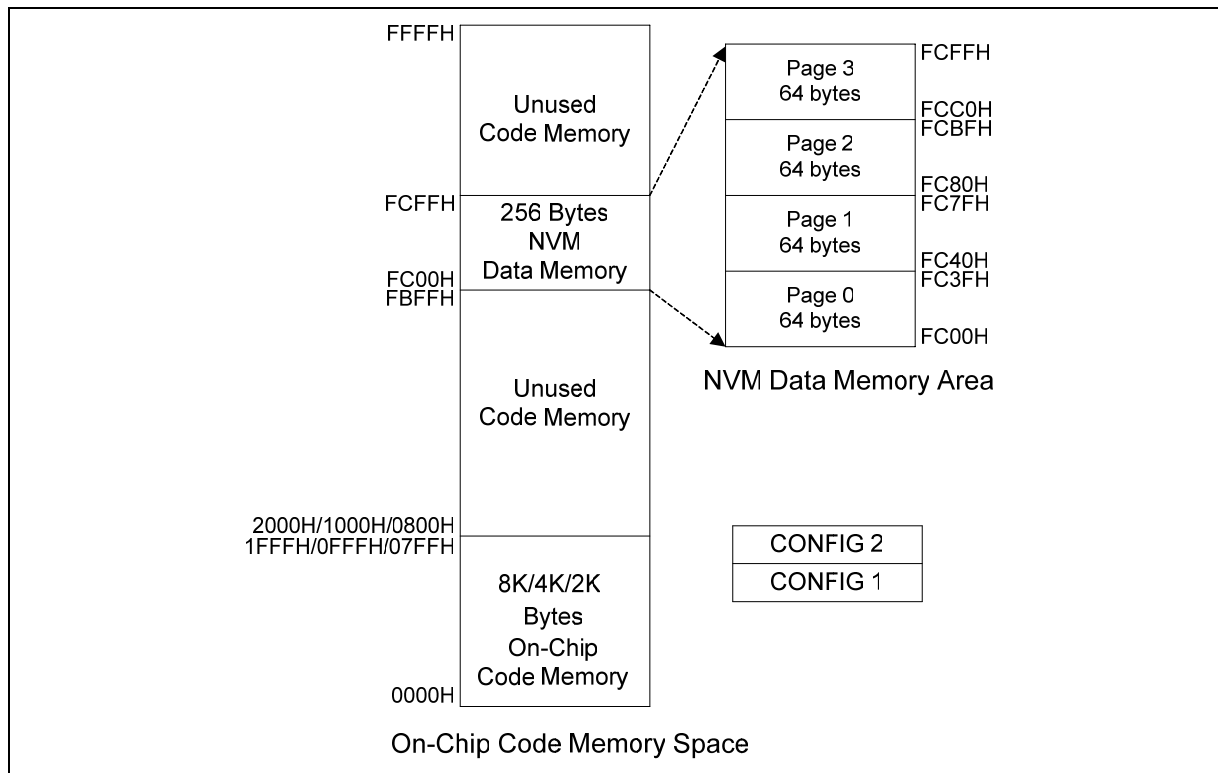 FFFFH
Unused
Code Memory
FCFFH
256 Bytes
NVM
Data Memory
FC00H
FBFFH
Unused
Code Memory
2000H/1000H/0800H
1FFFH/0FFFH/07FFH
8K/4K/2K
Bytes
On-Chip
Code Memory
0000H
On-Chip Code Memory Space
FCFFH
Page 3
64 bytes
FCC0H
FCBFH
Page 2
64 bytes
FC80H
FC7FH
Page 1
64 bytes
FC40H
FC3FH
Page 0
64 bytes
FC00H
NVM Data Memory Area
CONFIG 2
CONFIG 1